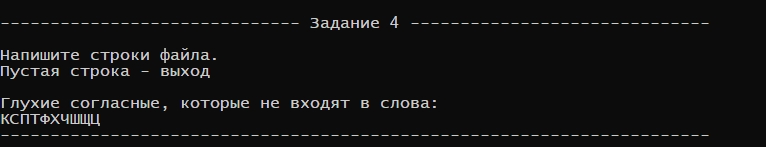 ------------------------------ Задание 4 ------------------------------
Напишите строки файла.
Пустая строка - выход
Глухие согласные, которые не входят в слова:
КСПТФХЧШЩЦ
-----------------------------------------------------------------------